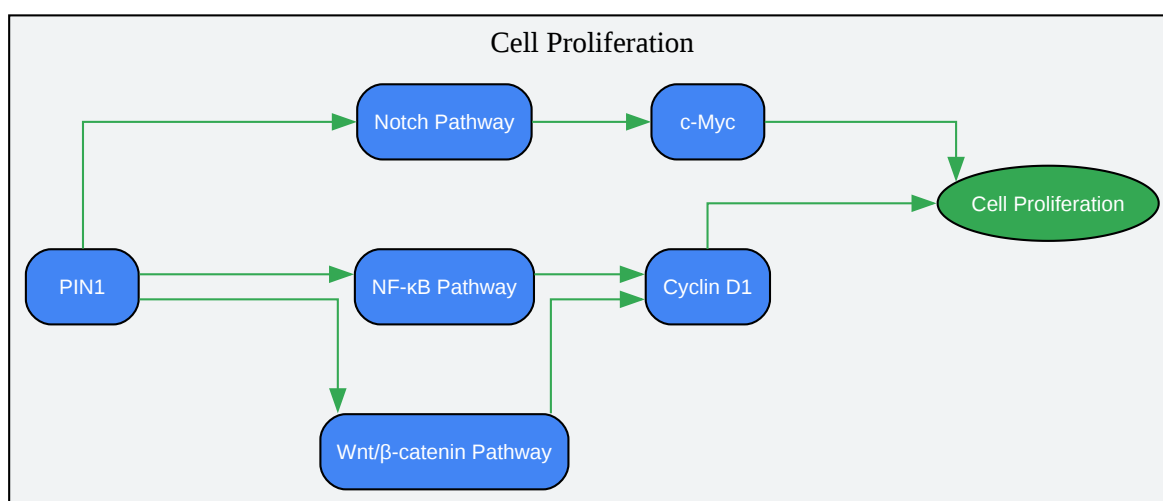 Cell Proliferation
Notch Pathway
c-Myc
Cell Proliferation
PIN1
NF-κB Pathway
Cyclin D1
Wnt/β-catenin Pathway